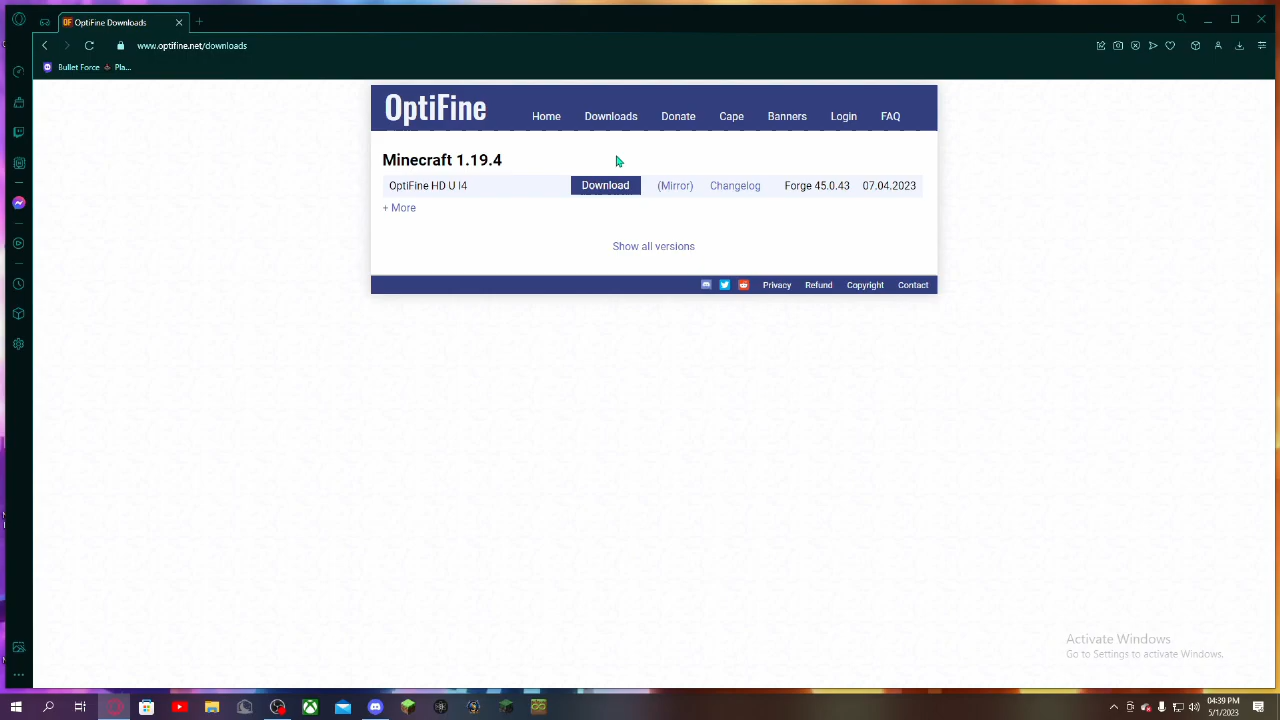 OptiFine Downloads
www.optifine.net/downloads
Bullet Force Pla...
OptiFine
Home Downloads Donate Cape Banners Login FAQ
Minecraft 1.19.4
OptiFine HD U I4 Download (Mirror) Changelog Forge 45.0.43 07.04.2023
+ More
Show all versions
Privacy Refund Copyright Contact
Activate Windows
Go to Settings to activate Windows.
04:39 PM
5/1/2023